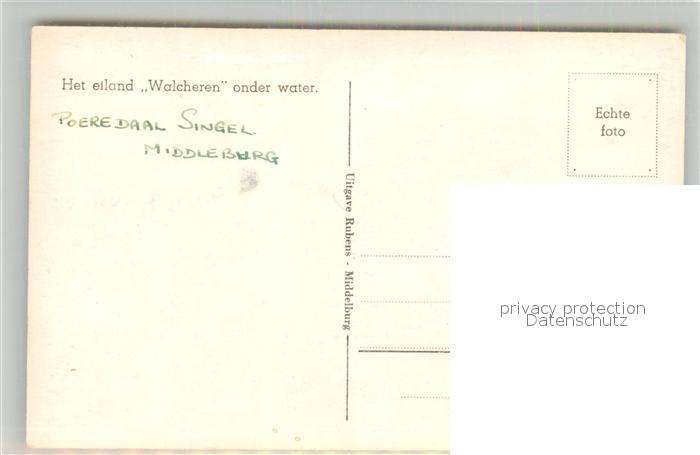 Het eiland „Walcheren" onder water.
POEREDAAL SINGEL
MIDDLEBURG
Uitgave Rubens - Middelburg
Echte
foto
privacy protection
Datenschutz